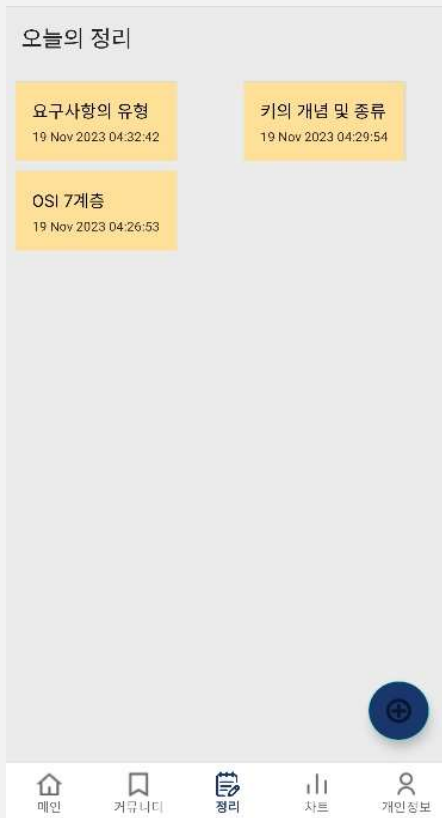 오늘의 정리
요구사항의 유형
19 Nov 2023 04:32:42
키의 개념 및 종류
19 Nov 2023 04:29:54
OSI 7계층
19 Nov 2023 04:26:53
메인
커뮤니티
정리
차트
개인정보